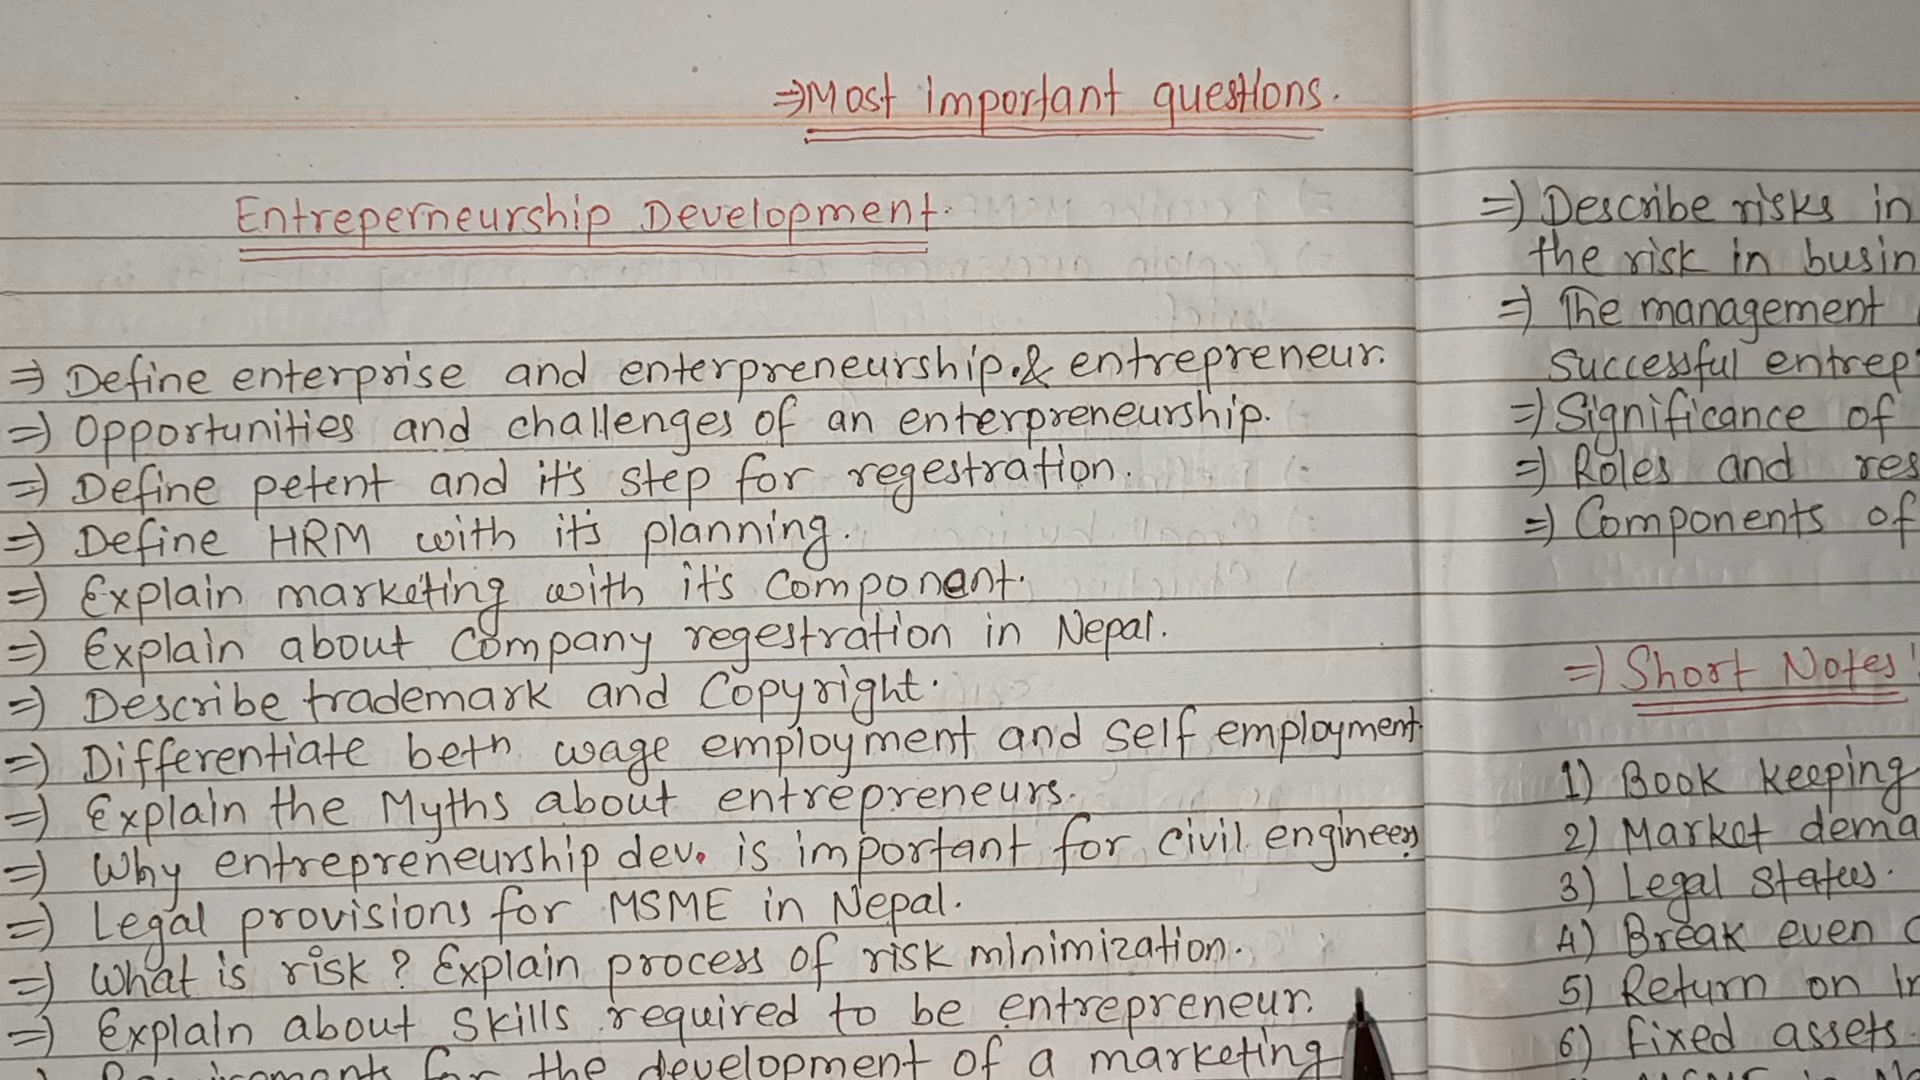 ⇒Most important questions.
Entreperneurship Development.
⇒ Define enterprise and enterpreneurship.& entrepreneur.
⇒ Opportunities and challenges of an enterpreneurship.
⇒ Define petent and it's step for regestration.
⇒ Define HRM with it's planning.
⇒ Explain marketing with it's component.
⇒ Explain about Company regestration in Nepal.
⇒ Describe trademark and Copyright.
⇒ Differentiate betn wage employment and self employment
⇒ Explain the Myths about entrepreneurs.
⇒ Why entrepreneurship dev. is important for civil engineers
⇒ Legal provisions for MSME in Nepal.
⇒ What is risk? Explain process of risk minimization.
⇒ Explain about skills required to be entrepreneur.
for the development of a marketing
⇒ Describe risks in
the risk in busin
⇒ The management
Successful entrep
⇒ Significance of
⇒ Roles and res
⇒ Components of
⇒ Short Notes
1) Book keeping
2) Market dema
3) Legal Status.
4) Break even
5) Return on in
6) fixed assets.